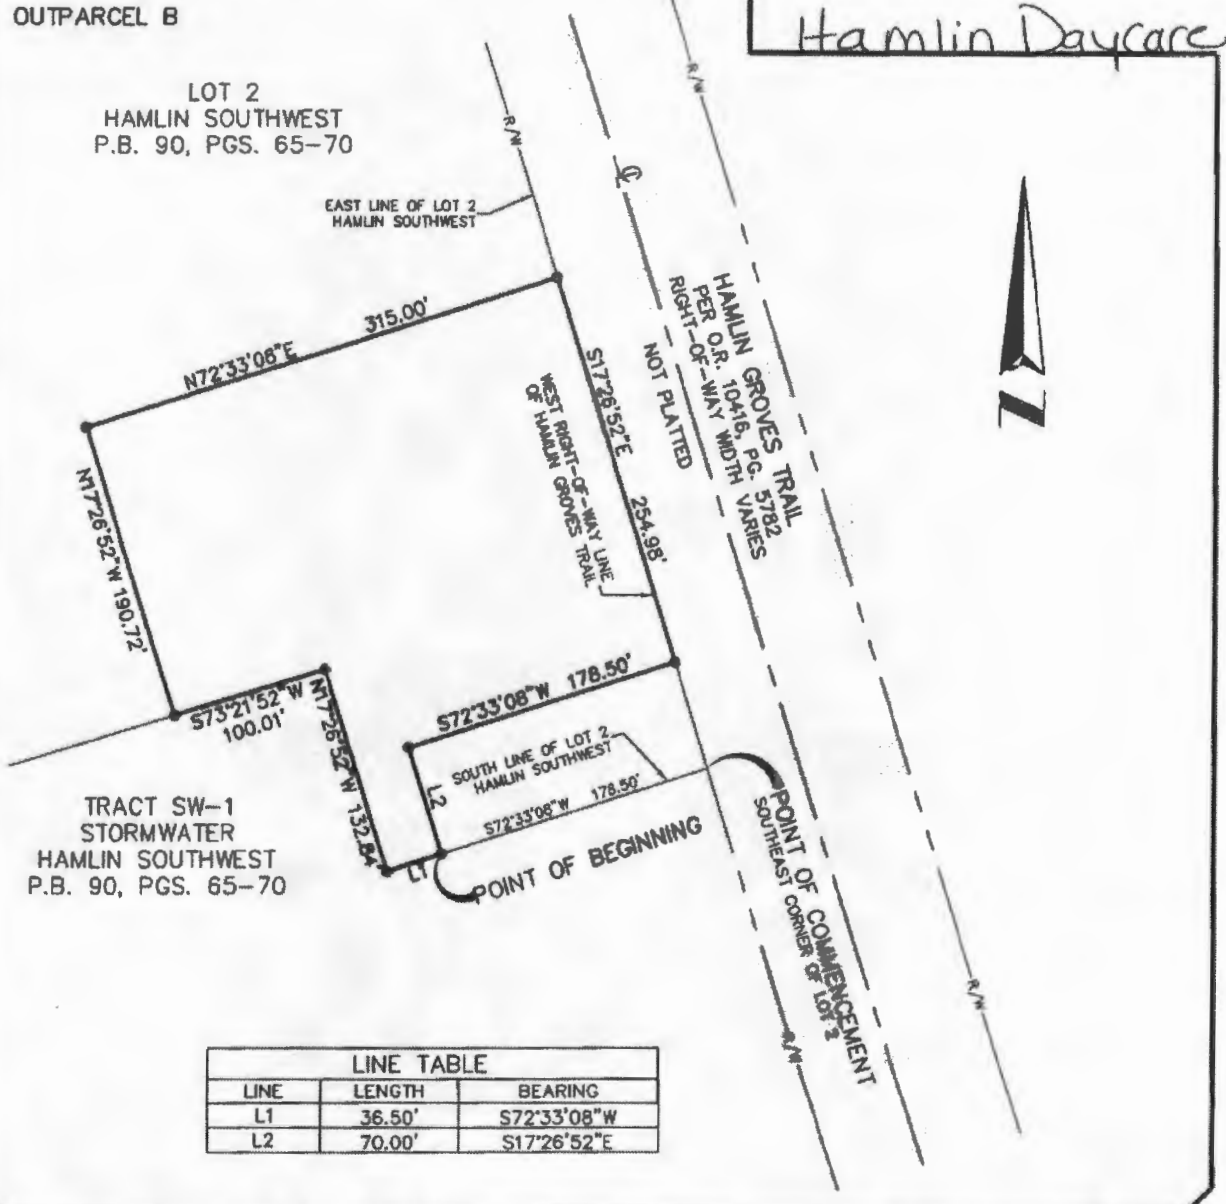 OUTPARCEL B
Hamlin Daycare
LOT 2
HAMLIN SOUTHWEST
P.B. 90, PGS. 65-70
R/W
R/W
EAST LINE OF LOT 2
HAMLIN SOUTHWEST
℄
HAMLIN GROVES TRAIL
PER O.R. 10416, PG. 5782
RIGHT-OF-WAY WIDTH VARIES
NOT PLATTED
N72°33'08"E
315.00'
S17°26'52"E
254.98'
WEST RIGHT-OF-WAY LINE
OF HAMLIN GROVES TRAIL
N17°26'52"W 190.72'
S73°21'52"W
100.01'
N17°26'52"W 132.84'
S72°33'08"W 178.50'
L2
SOUTH LINE OF LOT 2
HAMLIN SOUTHWEST
S72°33'08"W 178.50'
L1
POINT OF BEGINNING
POINT OF COMMENCEMENT
SOUTHEAST CORNER OF LOT 2
TRACT SW-1
STORMWATER
HAMLIN SOUTHWEST
P.B. 90, PGS. 65-70
R/W
R/W
N
LINE TABLE
LINE LENGTH BEARING
L1 36.50' S72°33'08"W
L2 70.00' S17°26'52"E